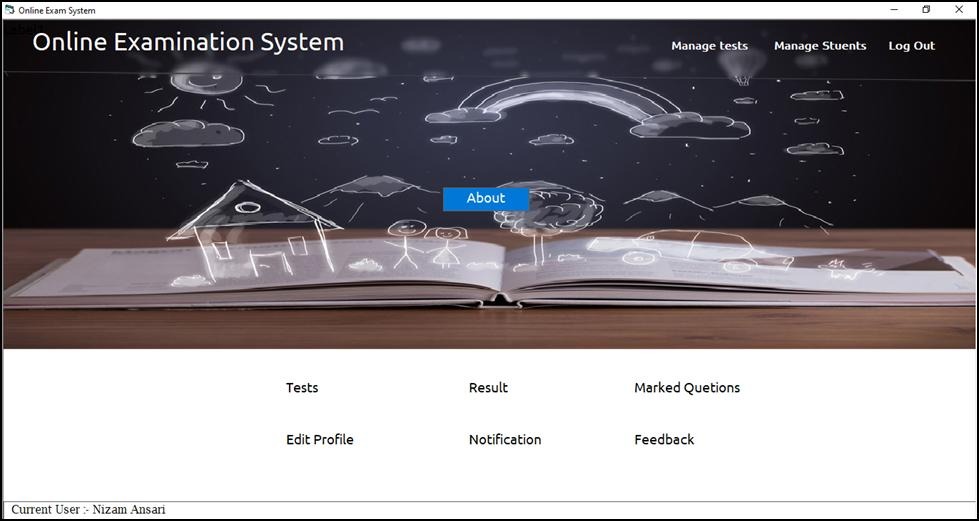 Online Exam System
Online Examination System
Manage tests Manage Stuents Log Out
About
Tests Result Marked Quetions
Edit Profile Notification Feedback
Current User :- Nizam Ansari